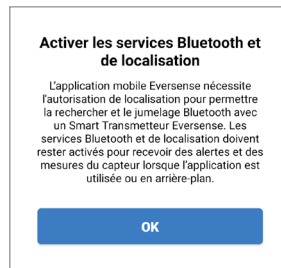 Activer les services Bluetooth et
de localisation
L'application mobile Eversense nécessite
l'autorisation de localisation pour permettre
la rechercher et le jumelage Bluetooth avec
un Smart Transmetteur Eversense. Les
services Bluetooth et de localisation doivent
rester activés pour recevoir des alertes et des
mesures du capteur lorsque l'application est
utilisée ou en arrière-plan.
OK